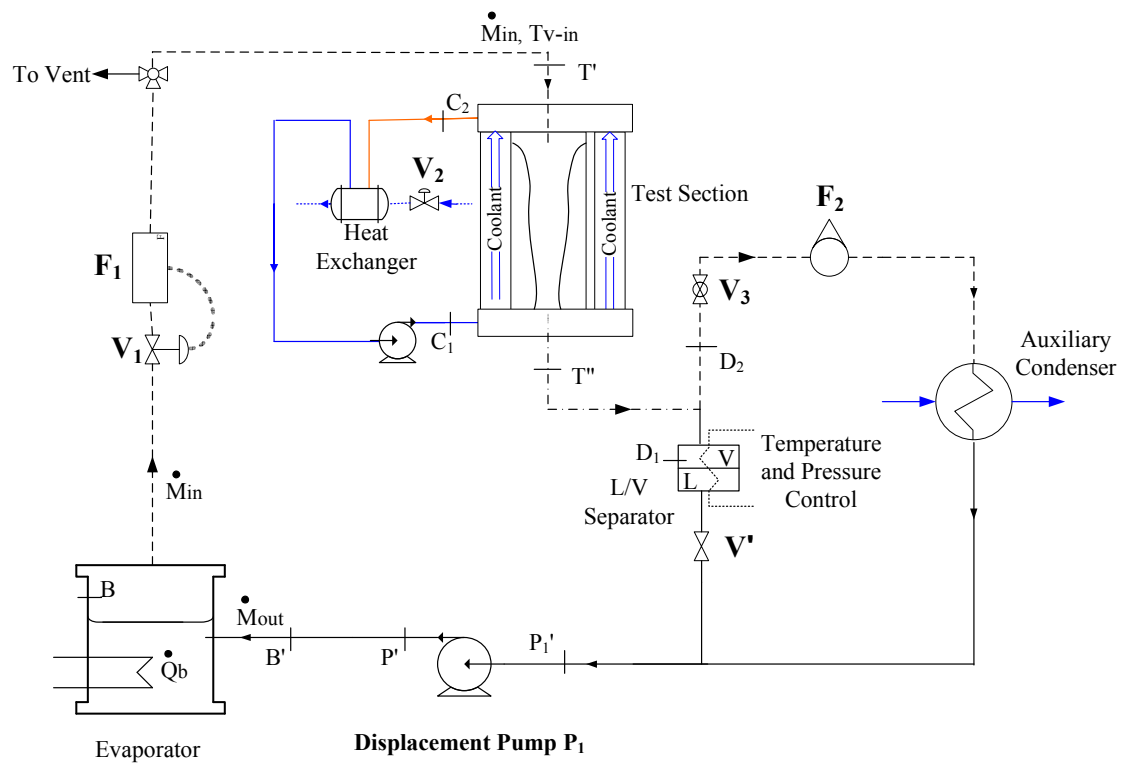 Ṁin, Tv-in
To Vent
T'
C₂
V₂
Coolant
Coolant
Test Section
F₂
Heat
Exchanger
F
F₁
V₃
V₁
C₁
D₂
T"
Auxiliary
Condenser
D₁
V
L
Temperature
and Pressure
Control
L/V
Separator
Ṁin
V'
B
Ṁout
B'
P'
P₁'
Q̇b
Evaporator
Displacement Pump P₁